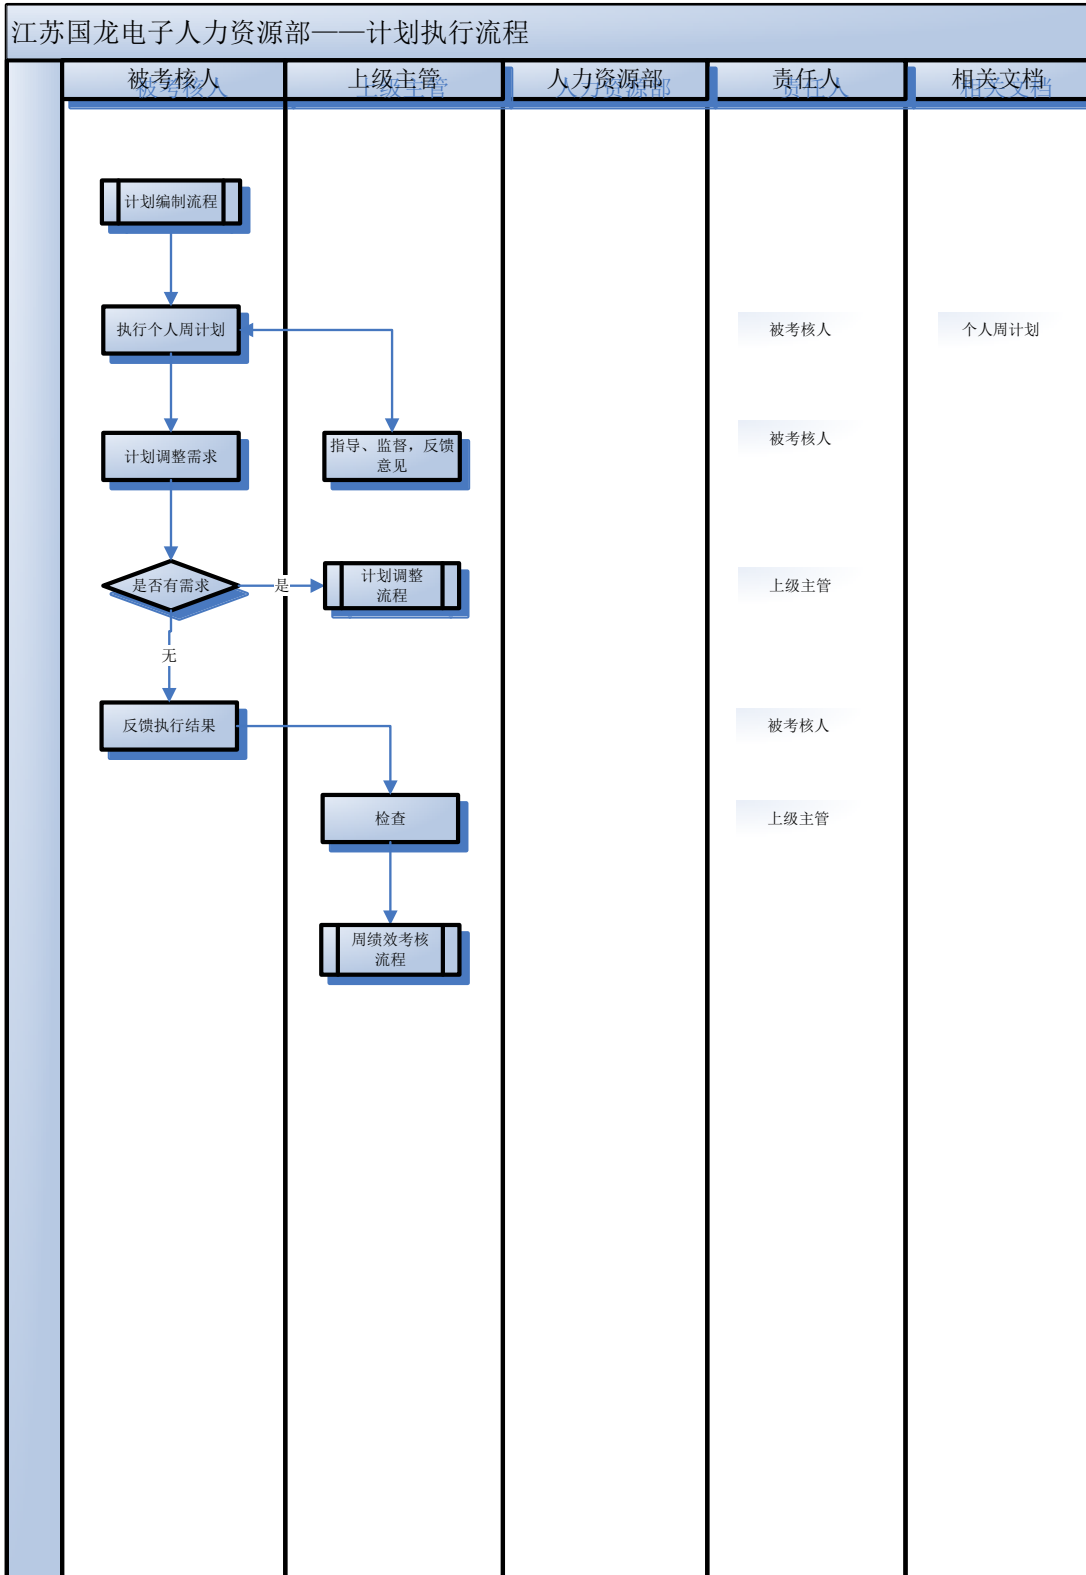 江苏国龙电子人力资源部——计划执行流程
被考核人 上级主管 人力资源部 责任人 相关文档
计划编制流程
执行个人周计划 被考核人 个人周计划
计划调整需求 指导、监督，反馈 被考核人
意见
是否有需求 是 计划调整 上级主管
流程
无
反馈执行结果 被考核人
检查 上级主管
周绩效考核
流程